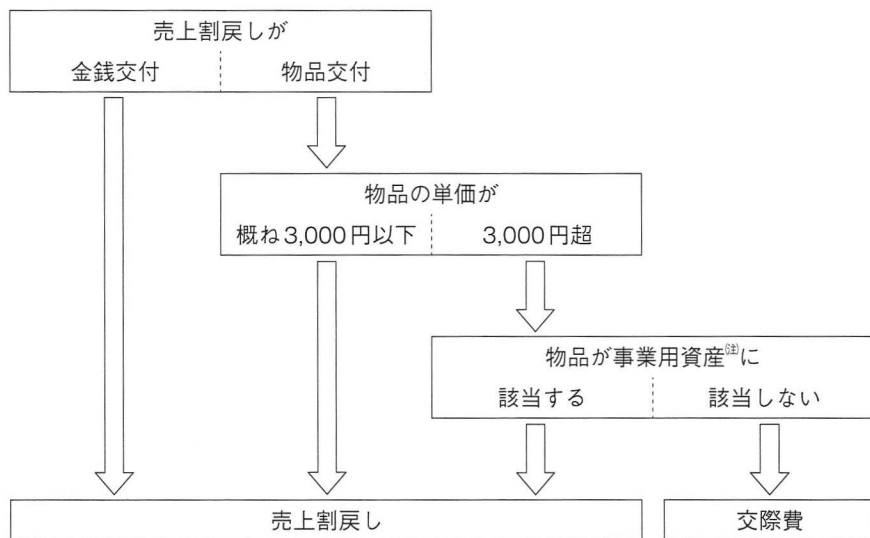 売上割戻しが
金銭交付 物品交付
物品の単価が
概ね3,000円以下 3,000円超
物品が事業用資産(注)に
該当する 該当しない
売上割戻し 交際費